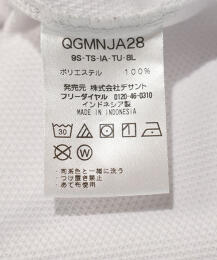 QGMNJA28
9S-TS-IA-TU-8L
ポリエステル 100%
発売元 株式会社デサント
フリーダイヤル 0120-46-0310
インドネシア製
MADE IN INDONESIA
30
・同系色と一緒に洗う
・つけ置き禁止
・あて布使用